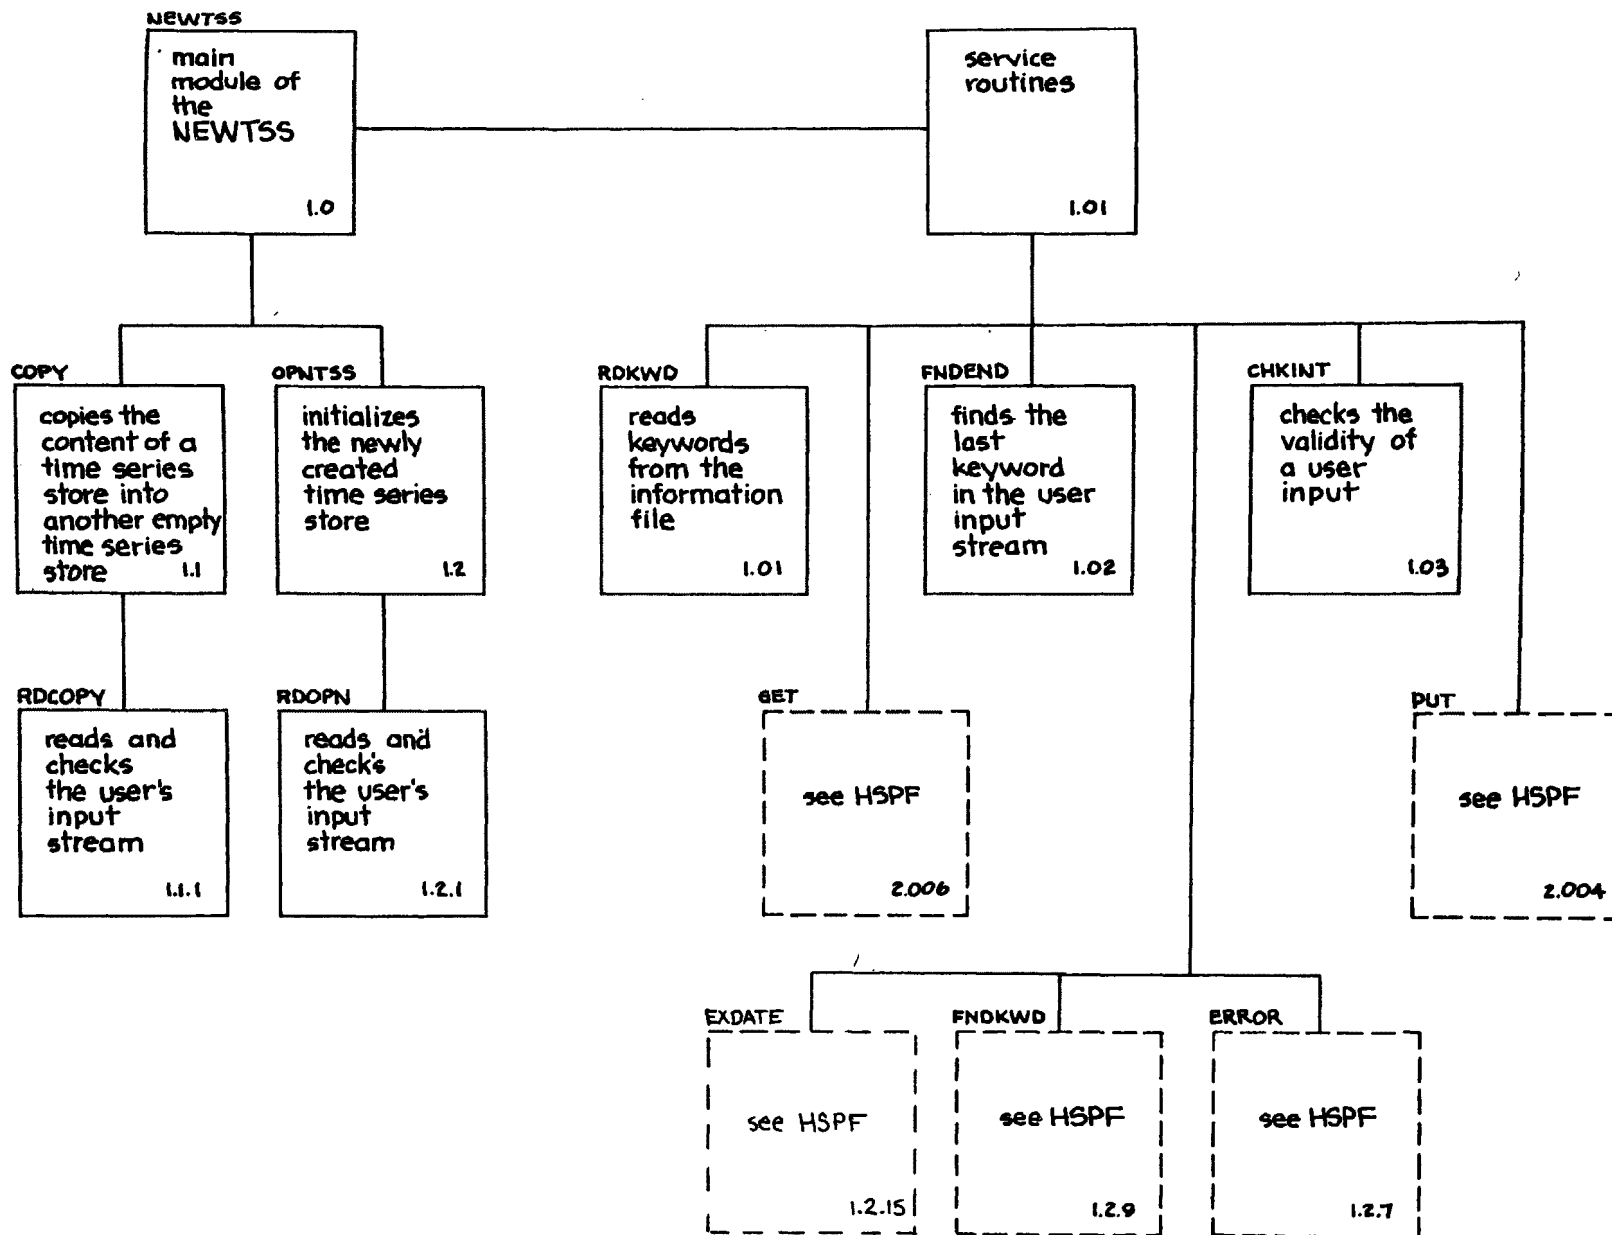 NEWTSS
main
module of
the
NEWTSS
1.0
service
routines
1.01
COPY
copies the
content of a
time series
store into
another empty
time series
store
1.1
OPNTSS
initializes
the newly
created
time series
store
1.2
RDKWD
reads
keywords
from the
information
file
1.01
FNDEND
finds the
last
keyword
in the user
input
stream
1.02
CHKINT
checks the
validity of
a user
input
1.03
RDCOPY
reads and
checks
the user's
input
stream
1.1.1
RDOPN
reads and
check's
the user's
input
stream
1.2.1
GET
see HSPF
2.006
PUT
see HSPF
2.004
EXDATE
see HSPF
1.2.15
FNDKWD
see HSPF
1.2.9
ERROR
see HSPF
1.2.7